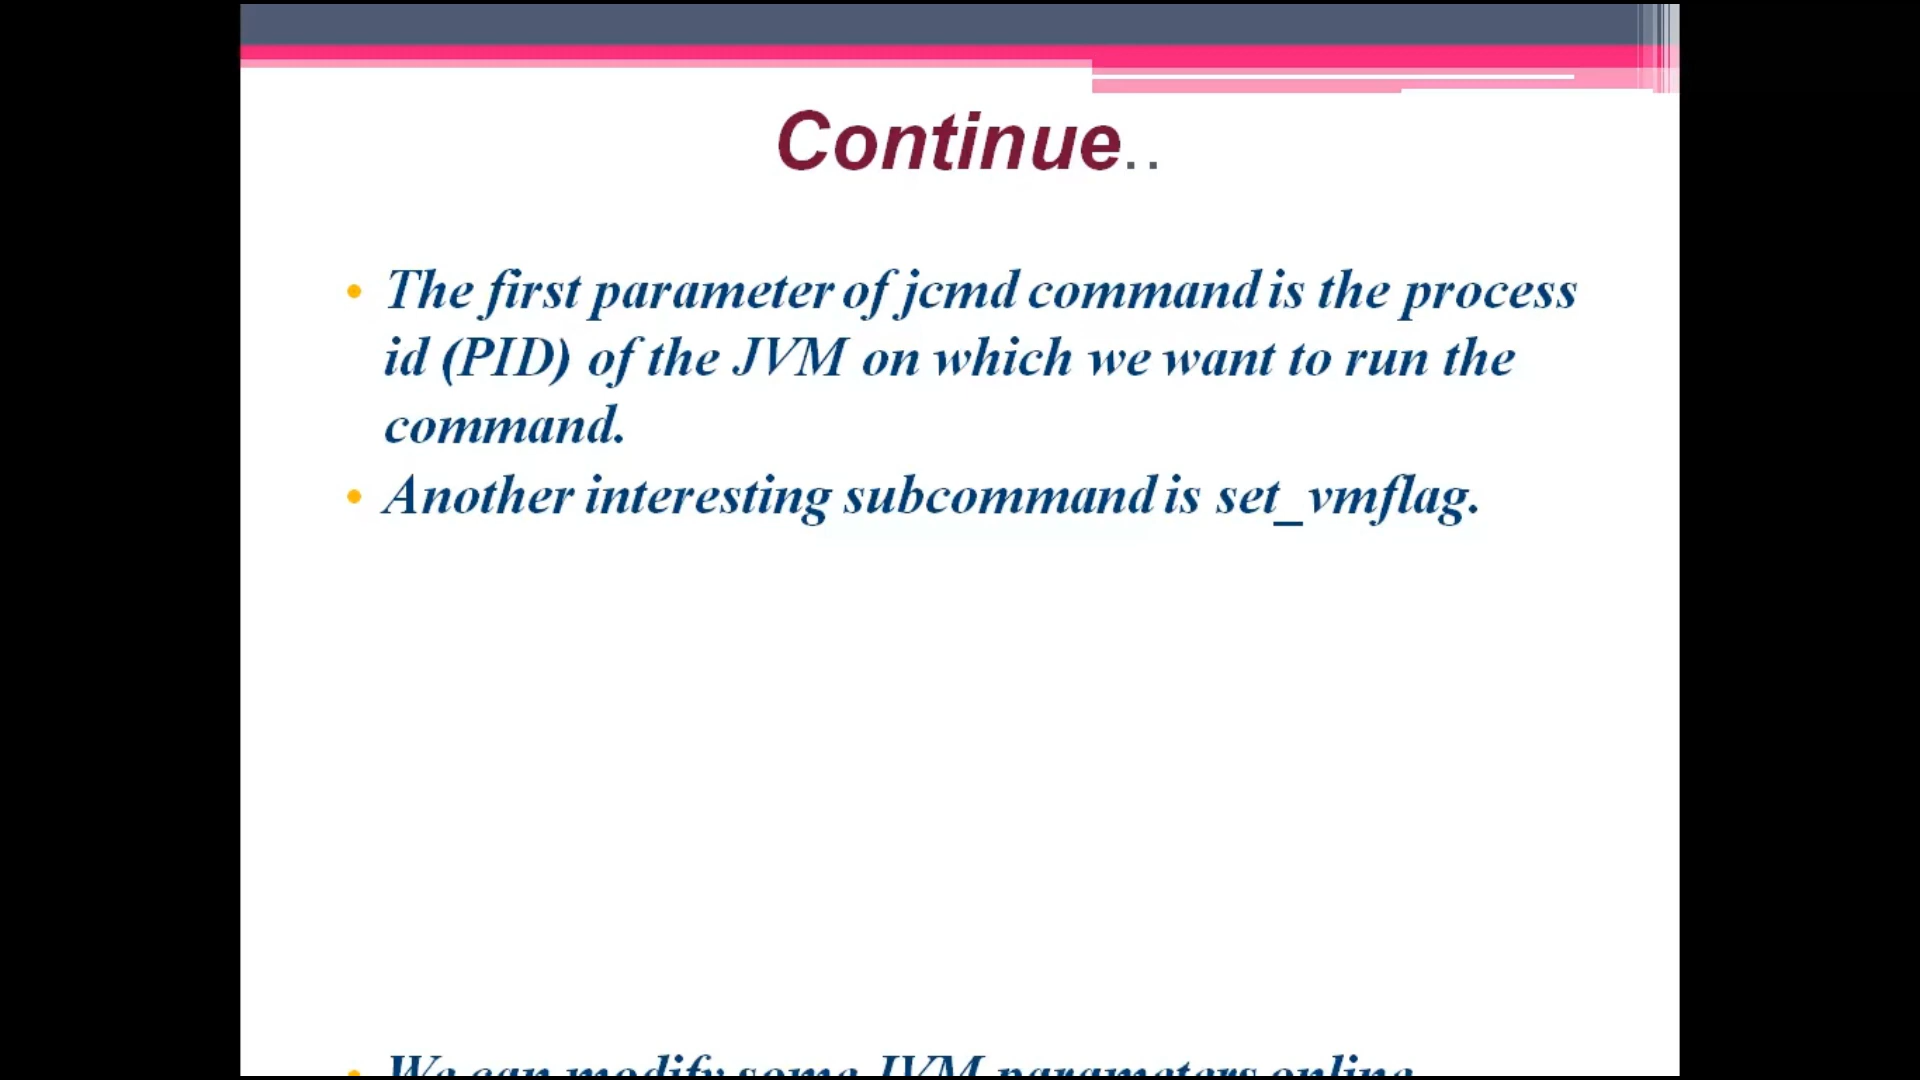 Continue..
• The first parameter of jcmd command is the process
id (PID) of the JVM on which we want to run the
command.
• Another interesting subcommand is set_vmflag.
• We can modify some JVM parameters online